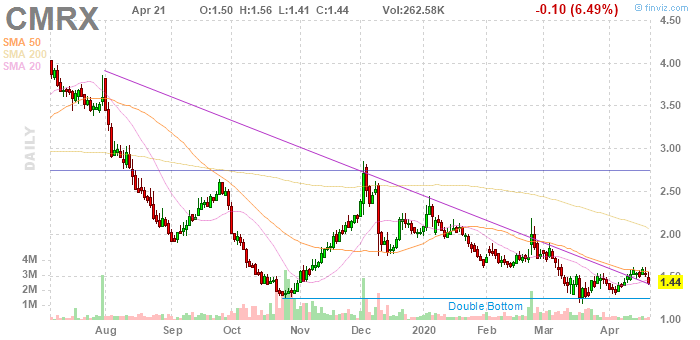 CMRX
Apr 21 O:1.50 H:1.56 L:1.41 C:1.44 Vol:262.58K -0.10 (6.49%)
© finviz.com
SMA 50
SMA 200
SMA 20
DAILY
4.50
4.00
3.50
3.00
2.50
2.00
1.50
1.44
1.00
4M
3M
2M
1M
Double Bottom
Aug Sep Oct Nov Dec 2020 Feb Mar Apr